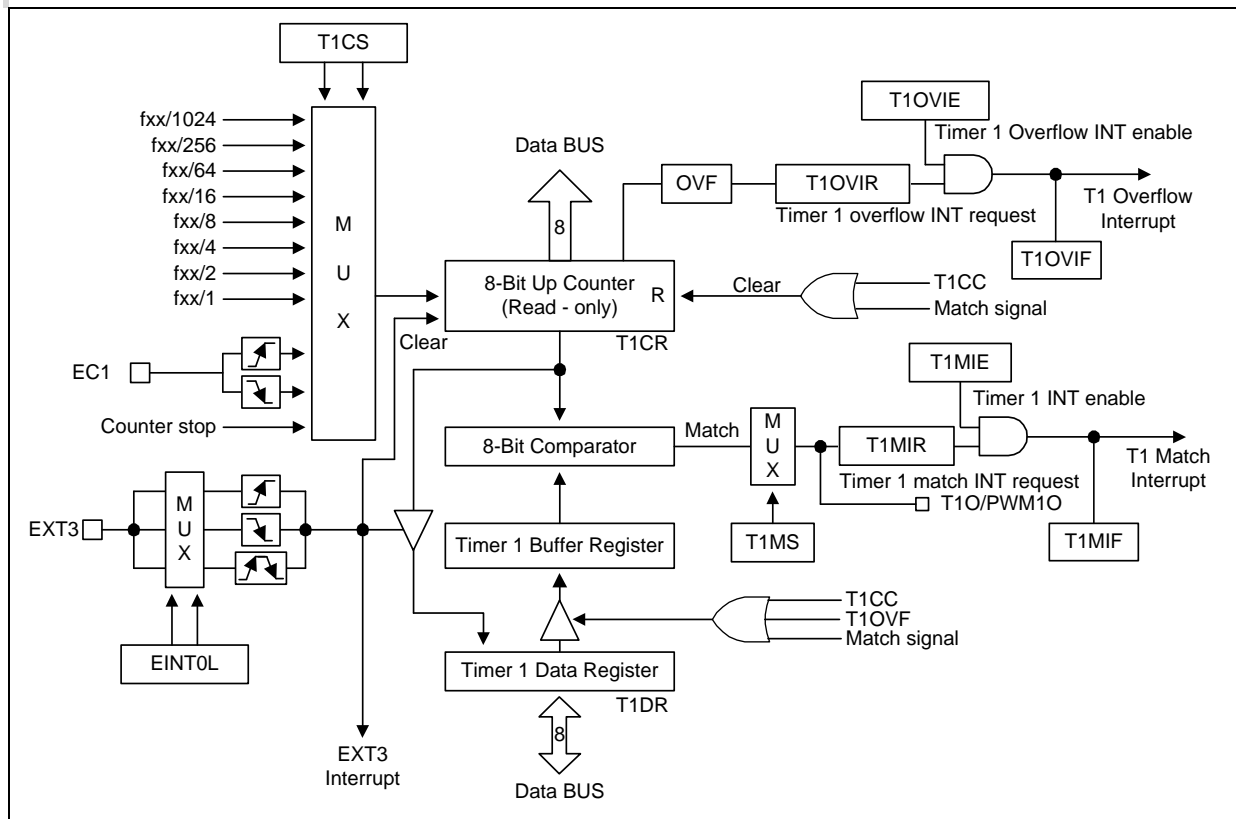 T1CS
fxx/1024
fxx/256
fxx/64
fxx/16
fxx/8
fxx/4
fxx/2
fxx/1
EC1
Counter stop
M
U
X
Data BUS
8
8-Bit Up Counter
(Read - only)
R
T1CR
Clear
Clear
T1CC
Match signal
OVF
T1OVIR
Timer 1 overflow INT request
T1OVIE
Timer 1 Overflow INT enable
T1 Overflow
Interrupt
T1OVIF
8-Bit Comparator
Match
M
U
X
T1MS
T1MIE
Timer 1 INT enable
T1MIR
Timer 1 match INT request
T1O/PWM1O
T1 Match
Interrupt
T1MIF
EXT3
M
U
X
EINT0L
EXT3
Interrupt
Timer 1 Buffer Register
T1CC
T1OVF
Match signal
Timer 1 Data Register
T1DR
8
Data BUS